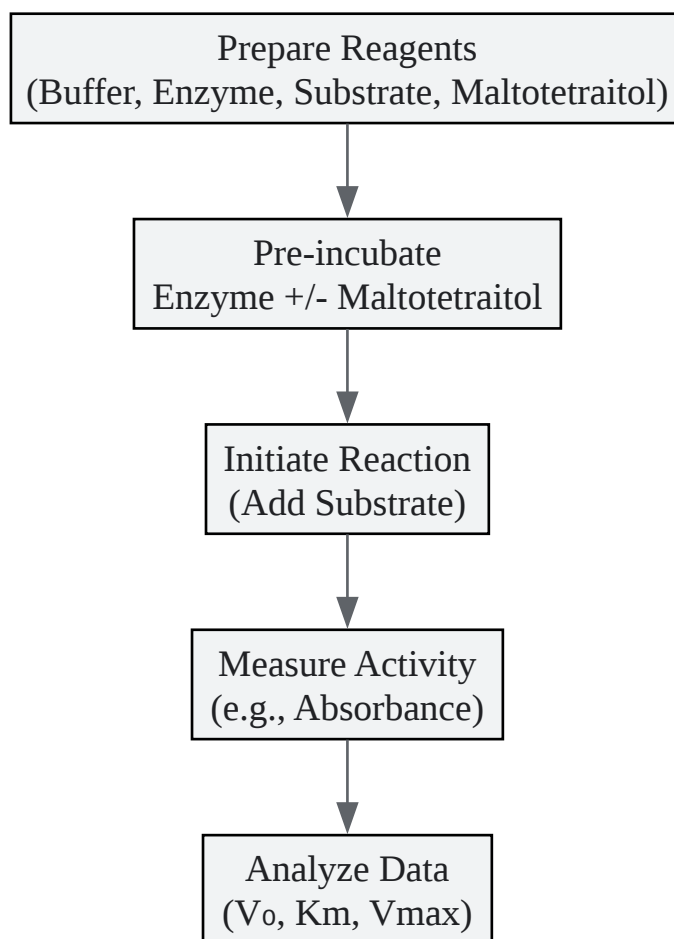 Prepare Reagents
(Buffer, Enzyme, Substrate, Maltotetraitol)
Pre-incubate
Enzyme +/- Maltotetraitol
Initiate Reaction
(Add Substrate)
Measure Activity
(e.g., Absorbance)
Analyze Data
(V₀, Km, Vmax)